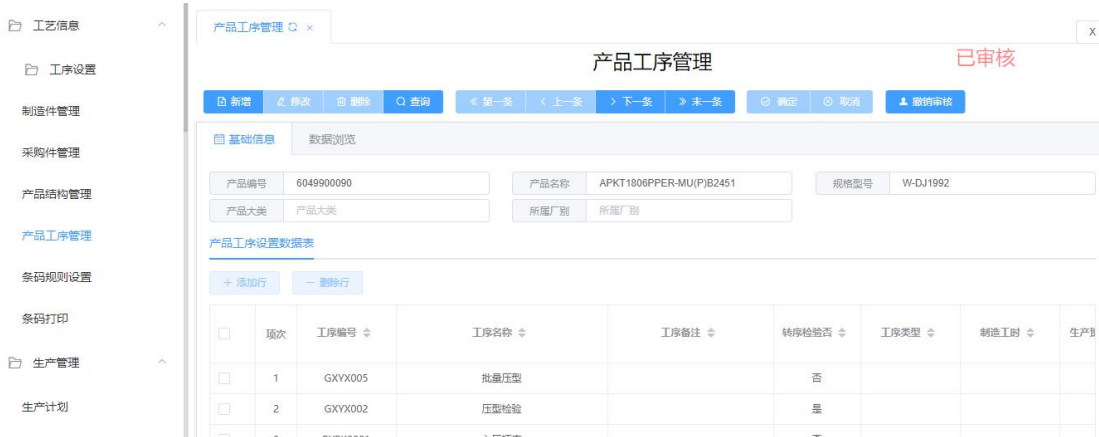 工艺信息
工序设置
制造件管理
采购件管理
产品结构管理
产品工序管理
条码规则设置
条码打印
生产管理
生产计划
产品工序管理 ×
X
产品工序管理
已审核
新增 修改 删除 查询 第一条 上一条 下一条 末一条 确定 取消 撤销审核
基础信息 数据浏览
产品编号 6049900090 产品名称 APKT1806PPER-MU(P)B2451 规格型号 W-DJ1992
产品大类 产品大类 所属厂别 所属厂别
产品工序设置数据表
+ 添加行 − 删除行
项次 工序编号 工序名称 工序备注 转序检验否 工序类型 制造工时
1 GXYX005 批量压型 否
2 GXYX002 压型检验 是